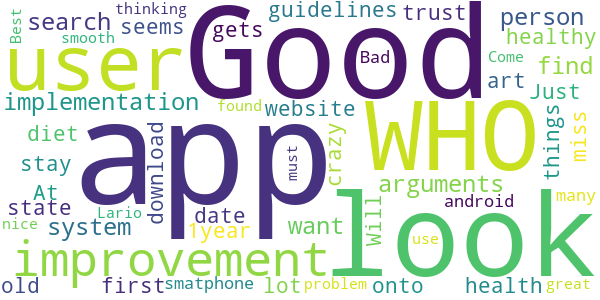 Best thinking
smooth seems gets guidelines trust person
search Good Bad Come healthy
user art find
implementation found website Just
diet app WHO crazy things miss
stay download must arguments
At
state Lario date want Will android many
nice system 1year look use
improvement
old first smatphone lot problem onto health great